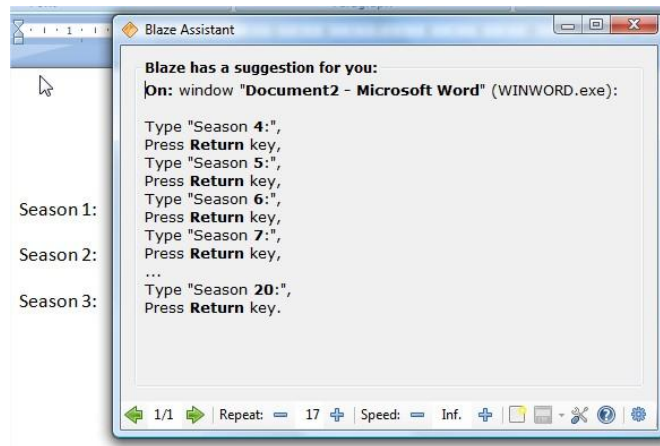 1
Blaze Assistant
Blaze has a suggestion for you:
On: window "Document2 - Microsoft Word" (WINWORD.exe):
Type "Season 4:",
Press Return key,
Type "Season 5:",
Press Return key,
Type "Season 6:",
Press Return key,
Type "Season 7:",
Press Return key,
...
Type "Season 20:",
Press Return key.
Season 1:
Season 2:
Season 3:
1/1 Repeat: 17 Speed: Inf.